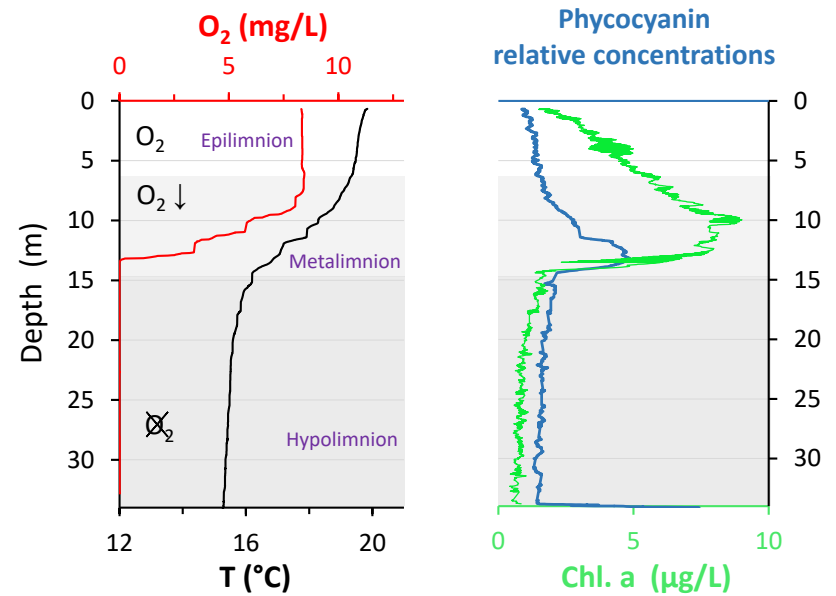 O₂ (mg/L)
0 5 10
Phycocyanin
relative concentrations
0
5
10
15
20
25
30
Depth (m)
O₂
Epilimnion
O₂ ↓
Metalimnion
O₂
Hypolimnion
12 16 20
T (°C)
0
5
10
15
20
25
30
0 5 10
Chl. a (µg/L)